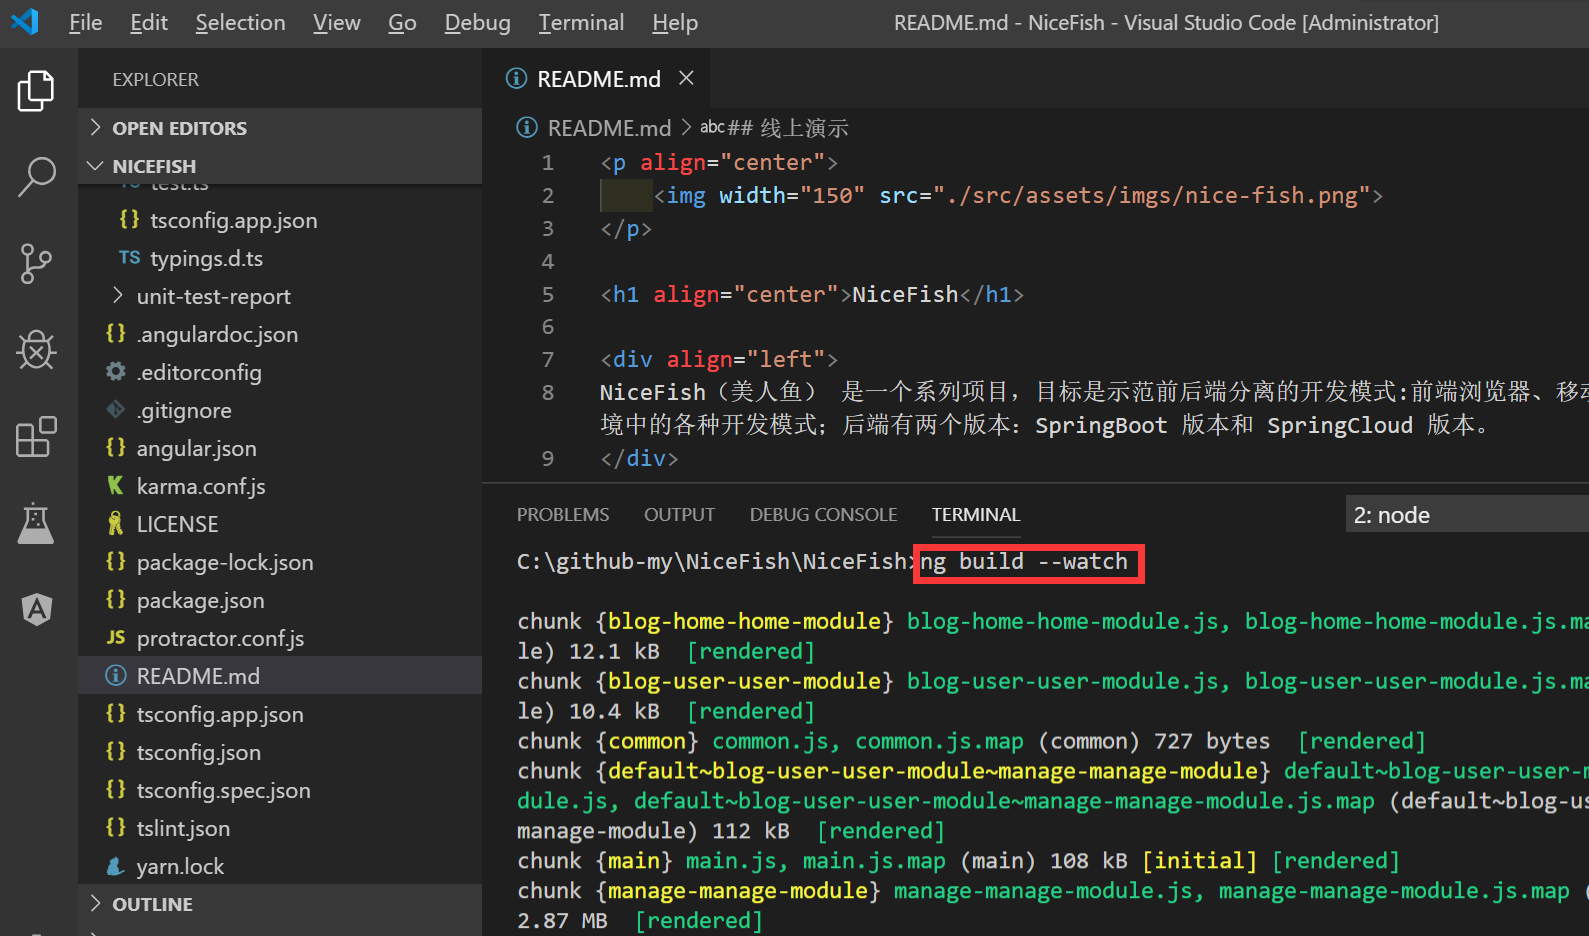 File Edit Selection View Go Debug Terminal Help README.md - NiceFish - Visual Studio Code [Administrator]
EXPLORER
OPEN EDITORS
NICEFISH
test.ts
{} tsconfig.app.json
TS typings.d.ts
unit-test-report
{} .angulardoc.json
.editorconfig
.gitignore
{} angular.json
karma.conf.js
LICENSE
{} package-lock.json
{} package.json
JS protractor.conf.js
README.md
{} tsconfig.app.json
{} tsconfig.json
{} tsconfig.spec.json
{} tslint.json
yarn.lock
OUTLINE
README.md
README.md > abc## 线上演示
1 <p align="center">
2 <img width="150" src="./src/assets/imgs/nice-fish.png">
3 </p>
4
5 <h1 align="center">NiceFish</h1>
6
7 <div align="left">
8 NiceFish（美人鱼） 是一个系列项目，目标是示范前后端分离的开发模式:前端浏览器、移动
境中的各种开发模式；后端有两个版本：SpringBoot 版本和 SpringCloud 版本。
9 </div>
PROBLEMS OUTPUT DEBUG CONSOLE TERMINAL 2: node
C:\github-my\NiceFish\NiceFish>ng build --watch
chunk {blog-home-home-module} blog-home-home-module.js, blog-home-home-module.js.ma
le) 12.1 kB [rendered]
chunk {blog-user-user-module} blog-user-user-module.js, blog-user-user-module.js.ma
le) 10.4 kB [rendered]
chunk {common} common.js, common.js.map (common) 727 bytes [rendered]
chunk {default~blog-user-user-module~manage-manage-module} default~blog-user-user-m
dule.js, default~blog-user-user-module~manage-manage-module.js.map (default~blog-us
manage-module) 112 kB [rendered]
chunk {main} main.js, main.js.map (main) 108 kB [initial] [rendered]
chunk {manage-manage-module} manage-manage-module.js, manage-manage-module.js.map (
2.87 MB [rendered]